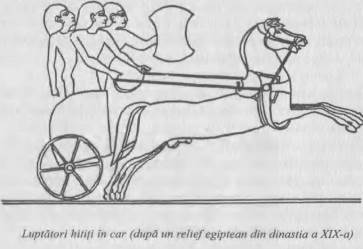 Luptători hitiți în car (după un relief egiptean din dinastia a XIX-a)